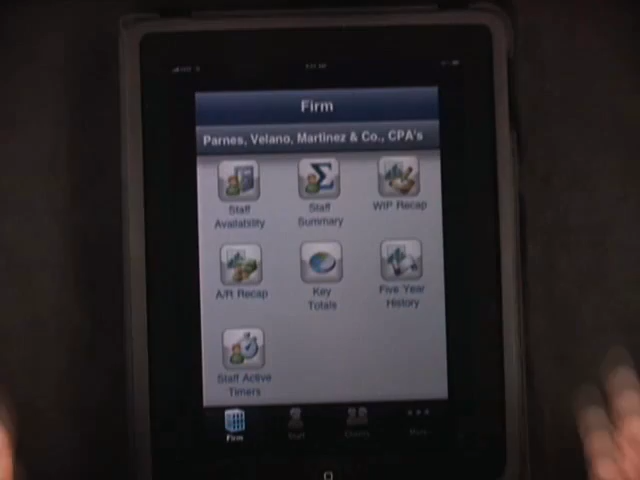 Firm
Parnes, Velano, Martinez & Co., CPA's
Staff
Availability
Staff
Summary
WIP Recap
A/R Recap
Key
Totals
Five Year
History
Staff Active
Timers
Firm
Staff
Clients
More